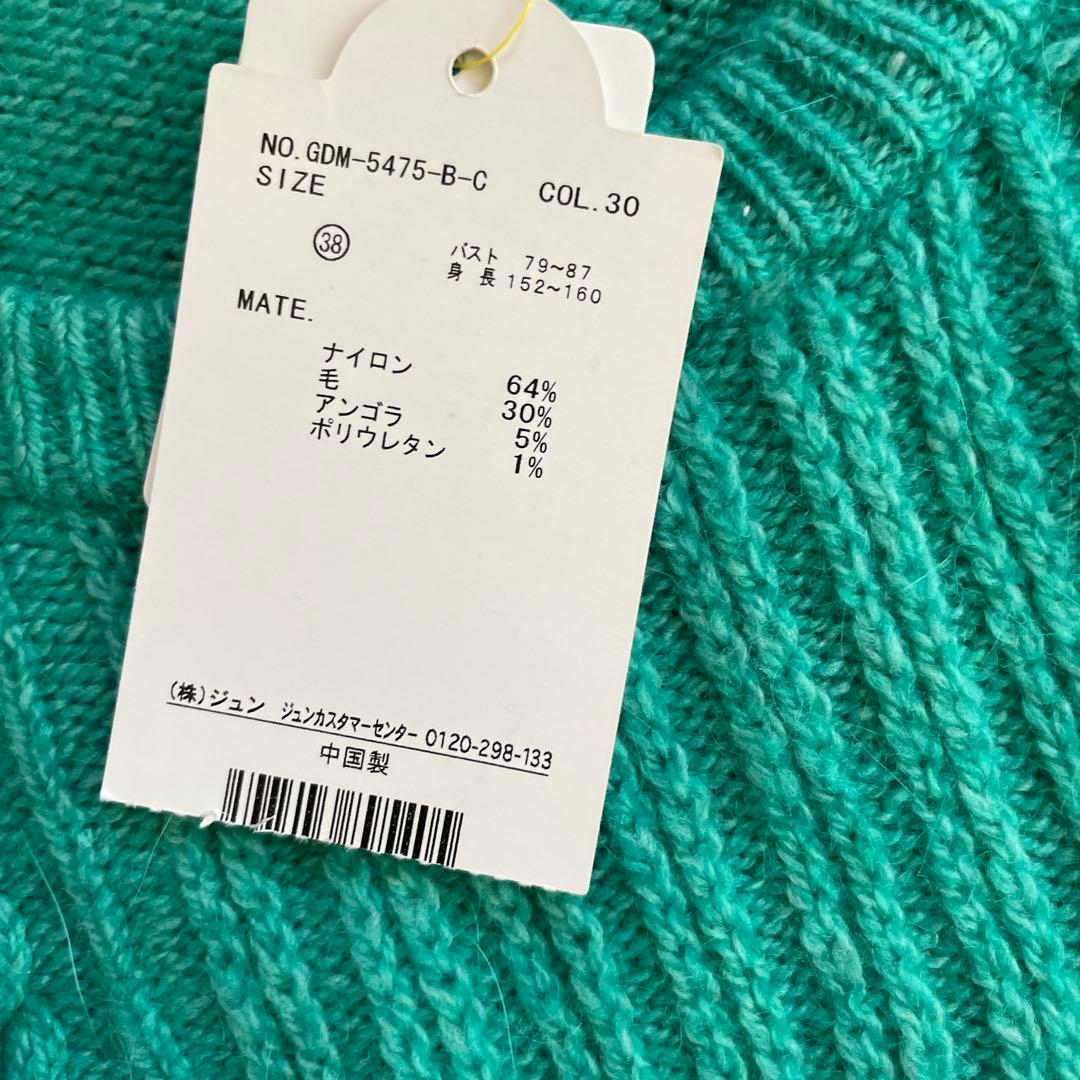 NO.GDM-5475-B-C COL.30
SIZE
㊳ バスト 79~87
身長 152~160
MATE.
ナイロン 64%
毛 30%
アンゴラ 5%
ポリウレタン 1%
(株)ジュン ジュンカスタマーセンター 0120-298-133
中国製